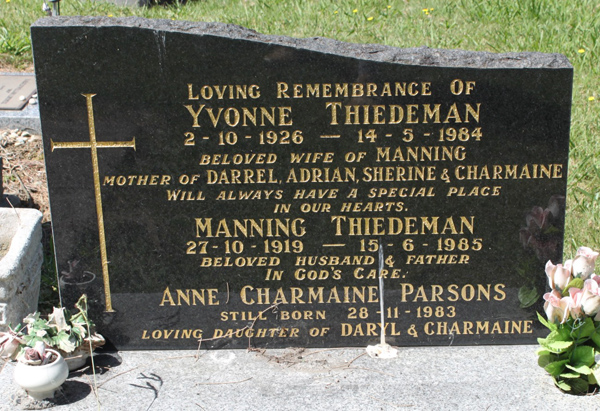 LOVING REMEMBRANCE OF
YVONNE THIEDEMAN
2-10-1926 — 14-5-1984
BELOVED WIFE OF MANNING
MOTHER OF DARREL, ADRIAN, SHERINE & CHARMAINE
WILL ALWAYS HAVE A SPECIAL PLACE
IN OUR HEARTS.
MANNING THIEDEMAN
27-10-1919 — 15-6-1985
BELOVED HUSBAND & FATHER
IN GOD'S CARE.
ANNE CHARMAINE PARSONS
STILL BORN 28-11-1983
LOVING DAUGHTER OF DARYL & CHARMAINE